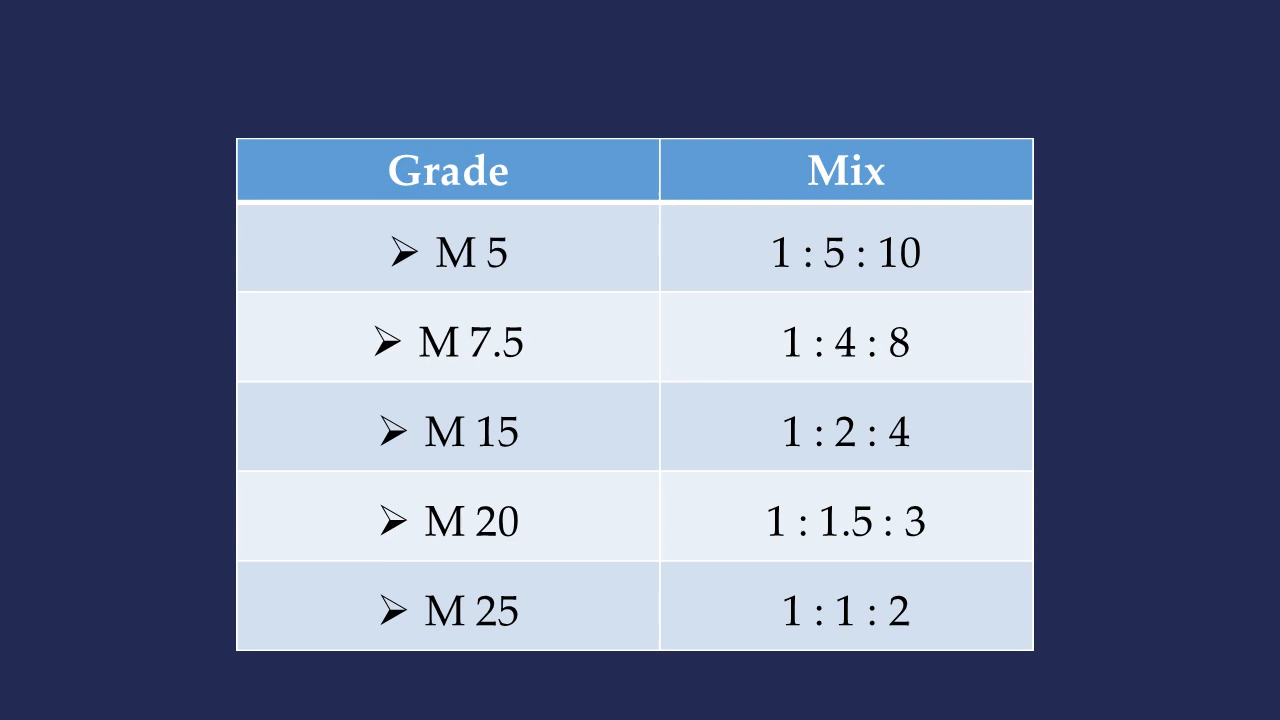 Grade Mix
➢ M 5 1 : 5 : 10
➢ M 7.5 1 : 4 : 8
➢ M 15 1 : 2 : 4
➢ M 20 1 : 1.5 : 3
➢ M 25 1 : 1 : 2